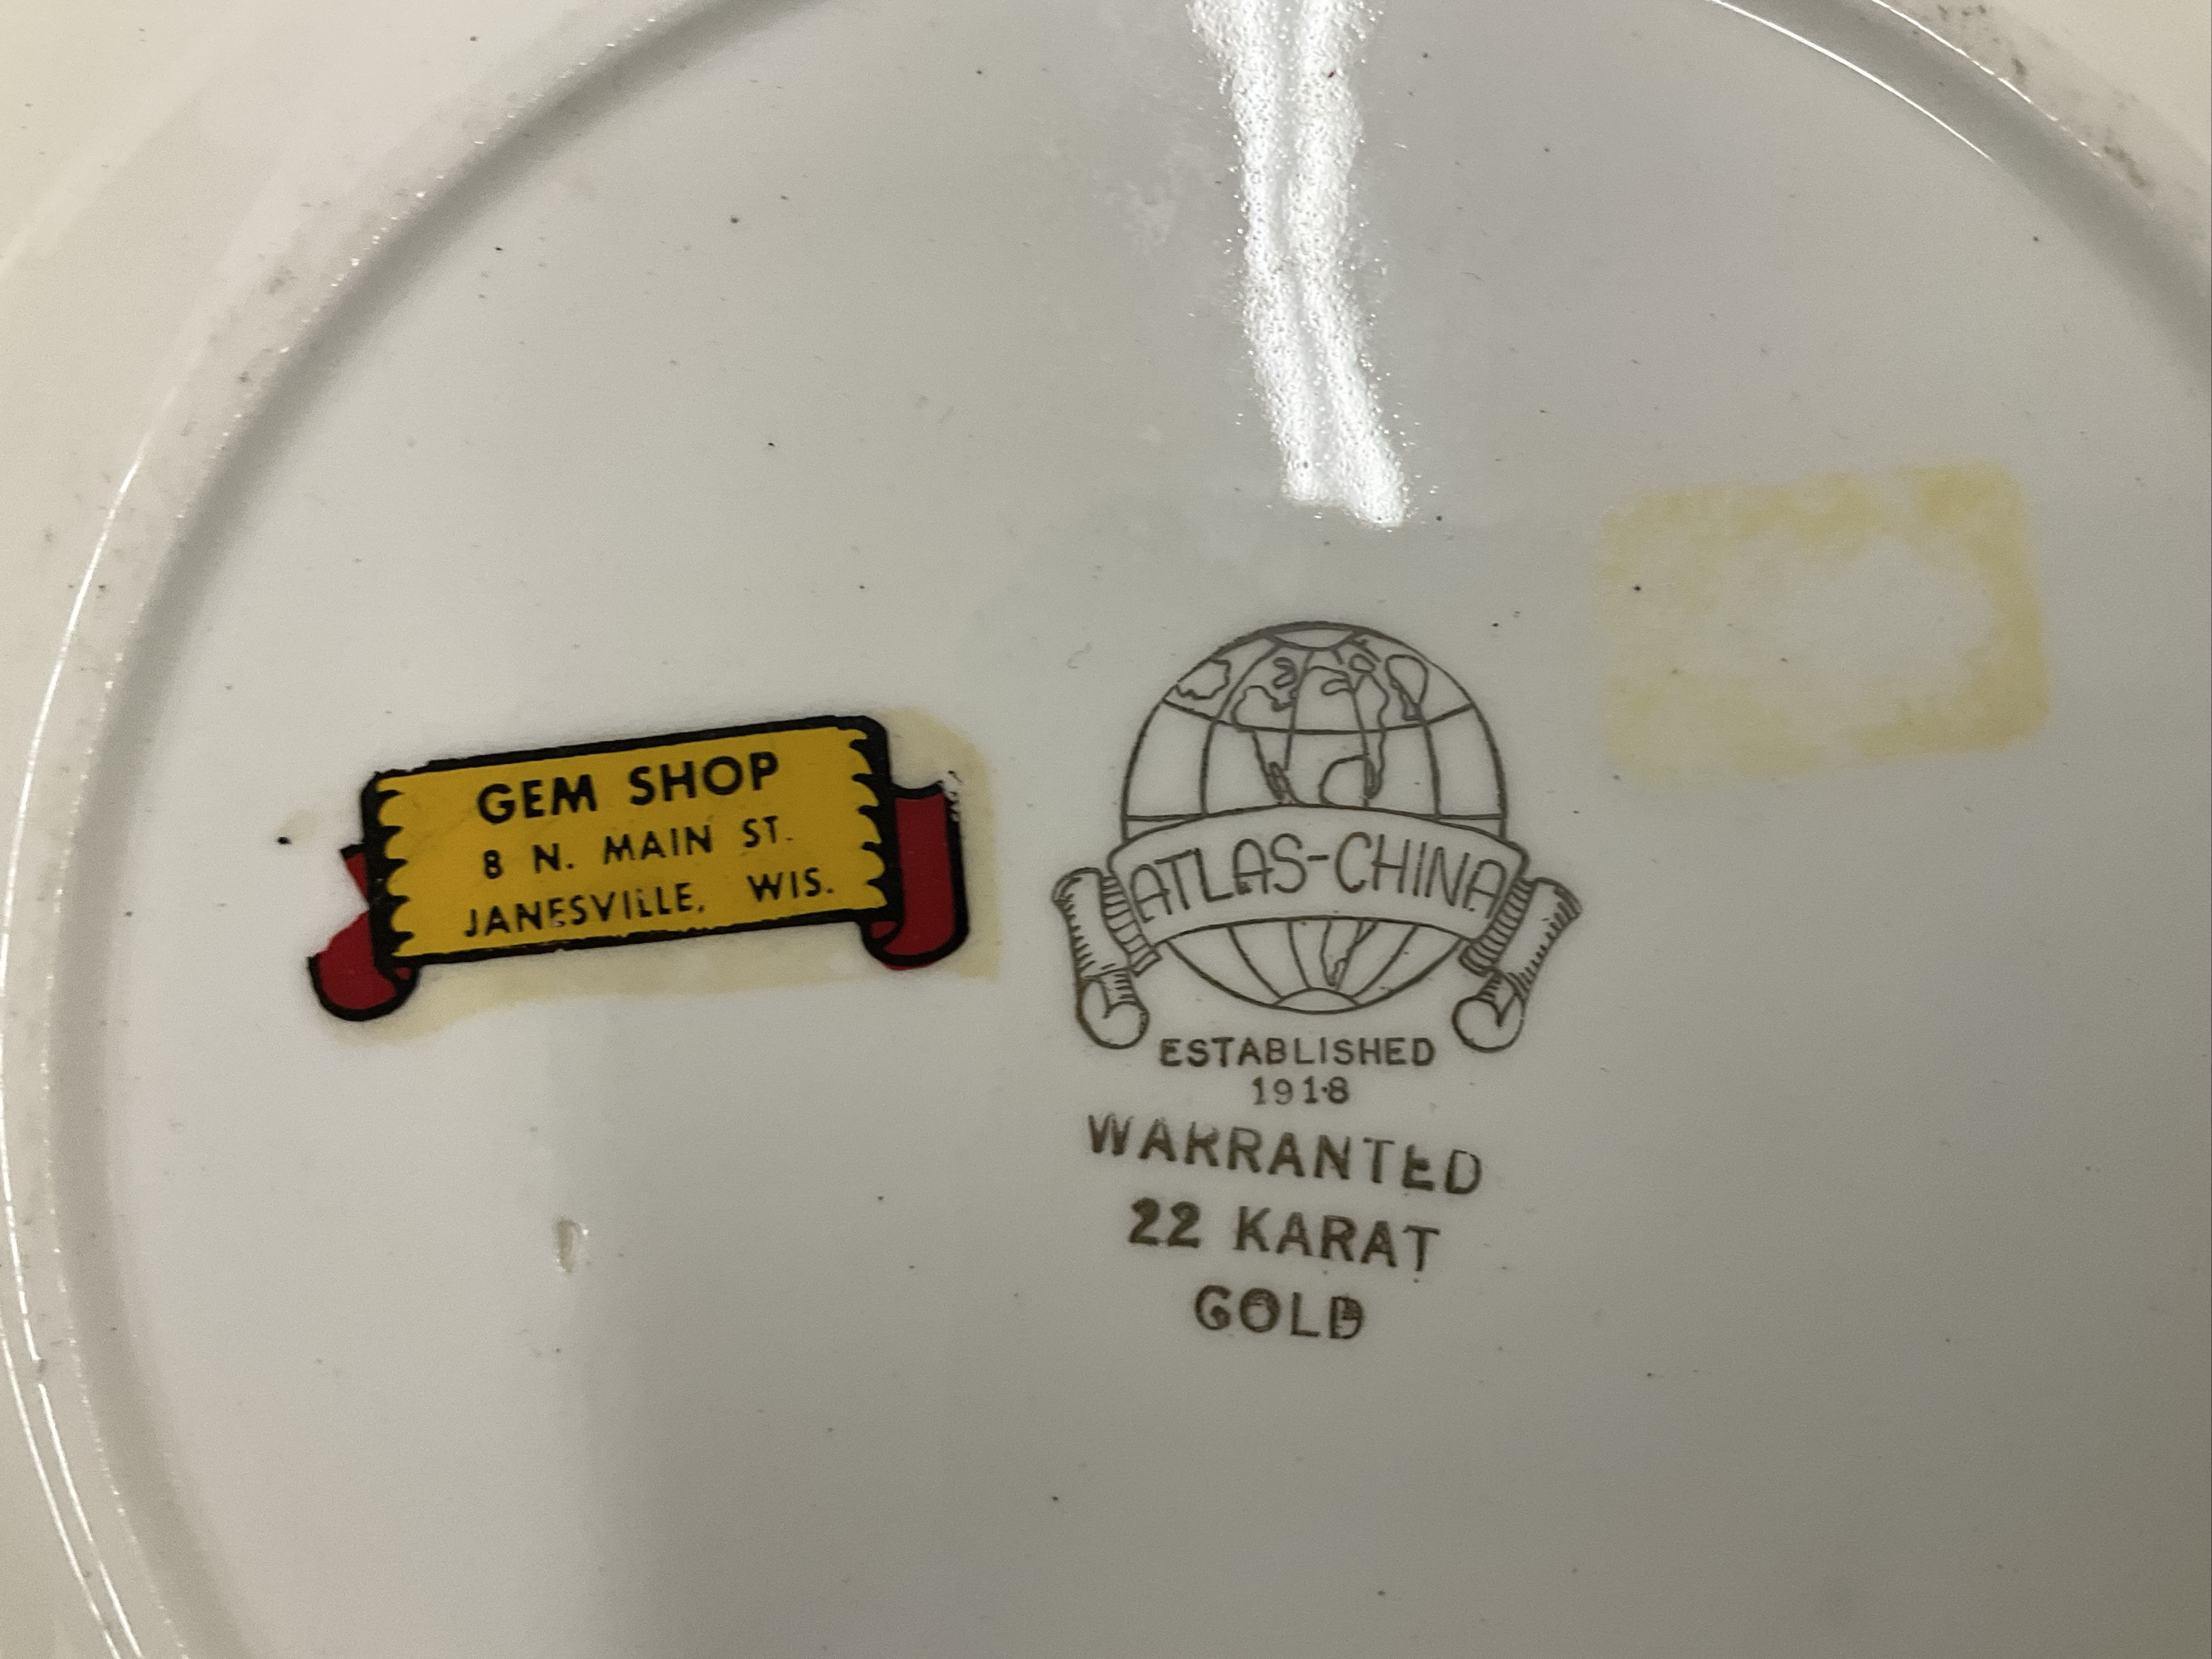 GEM SHOP
8 N. MAIN ST.
JANESVILLE, WIS.
ATLAS-CHINA
ESTABLISHED
1918
WARRANTED
22 KARAT
GOLD